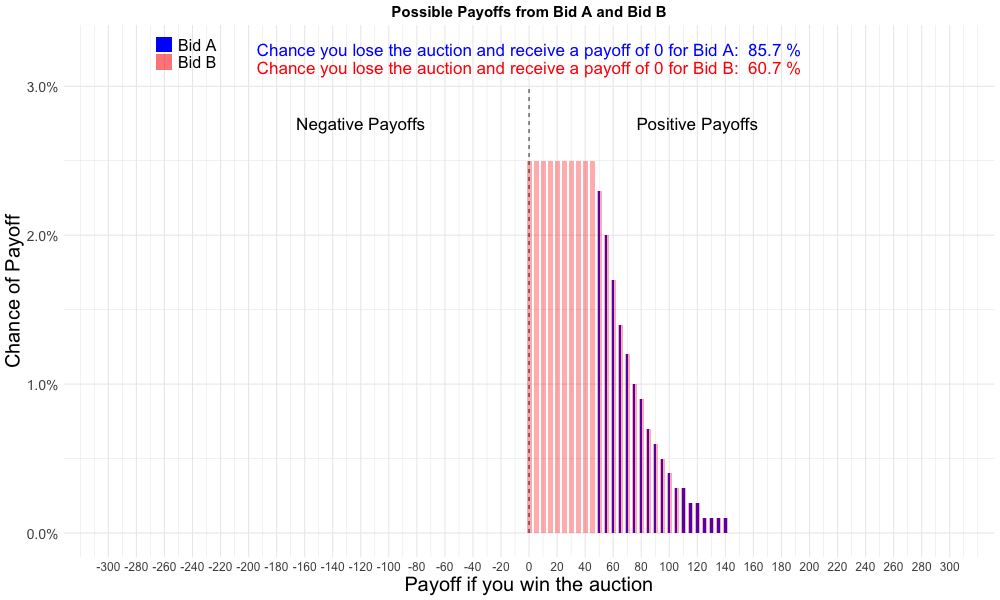 Possible Payoffs from Bid A and Bid B
Bid A
Bid B
Chance you lose the auction and receive a payoff of 0 for Bid A:  85.7 %
Chance you lose the auction and receive a payoff of 0 for Bid B:  60.7 %
Negative Payoffs
Positive Payoffs
Chance of Payoff
3.0%
2.0%
1.0%
0.0%
-300 -280 -260 -240 -220 -200 -180 -160 -140 -120 -100 -80 -60 -40 -20 0 20 40 60 80 100 120 140 160 180 200 220 240 260 280 300
Payoff if you win the auction